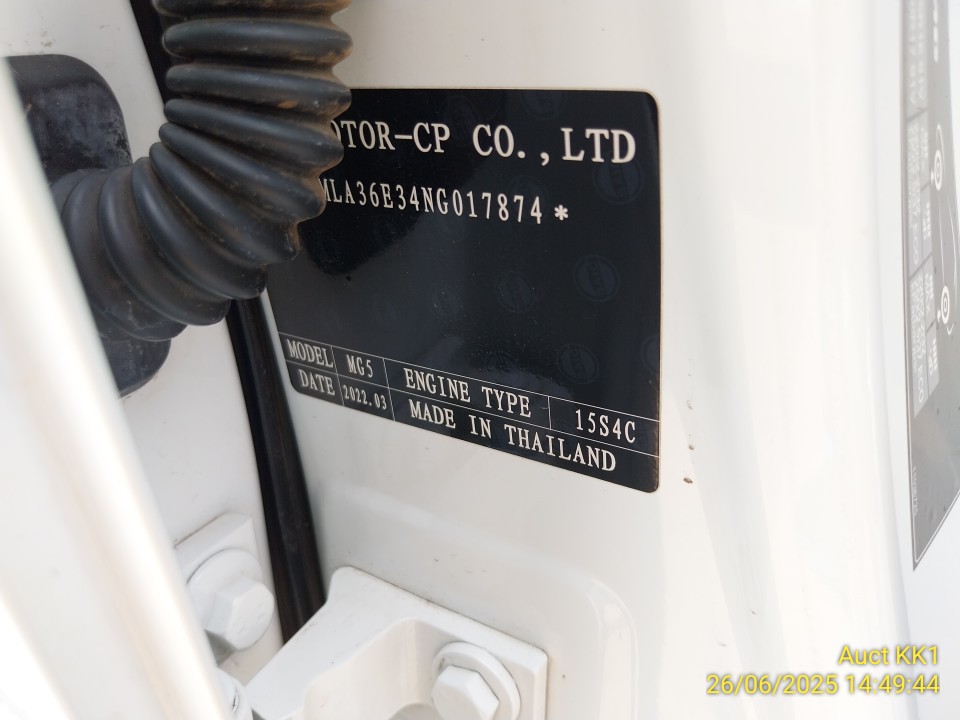 OTOR-CP CO.,LTD
MLA36E34NG017874*
MODEL MG5 ENGINE TYPE 15S4C
DATE 2022.03 MADE IN THAILAND
Auct KK1
26/06/2025 14:49:44